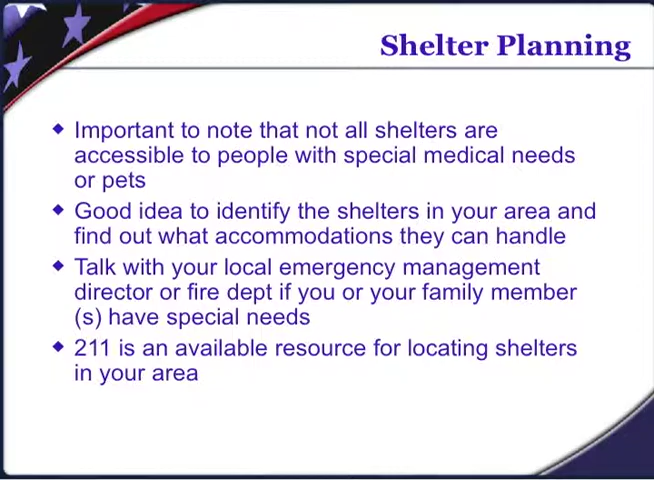 Shelter Planning
Important to note that not all shelters are
accessible to people with special medical needs
or pets
Good idea to identify the shelters in your area and
find out what accommodations they can handle
Talk with your local emergency management
director or fire dept if you or your family member
(s) have special needs
211 is an available resource for locating shelters
in your area